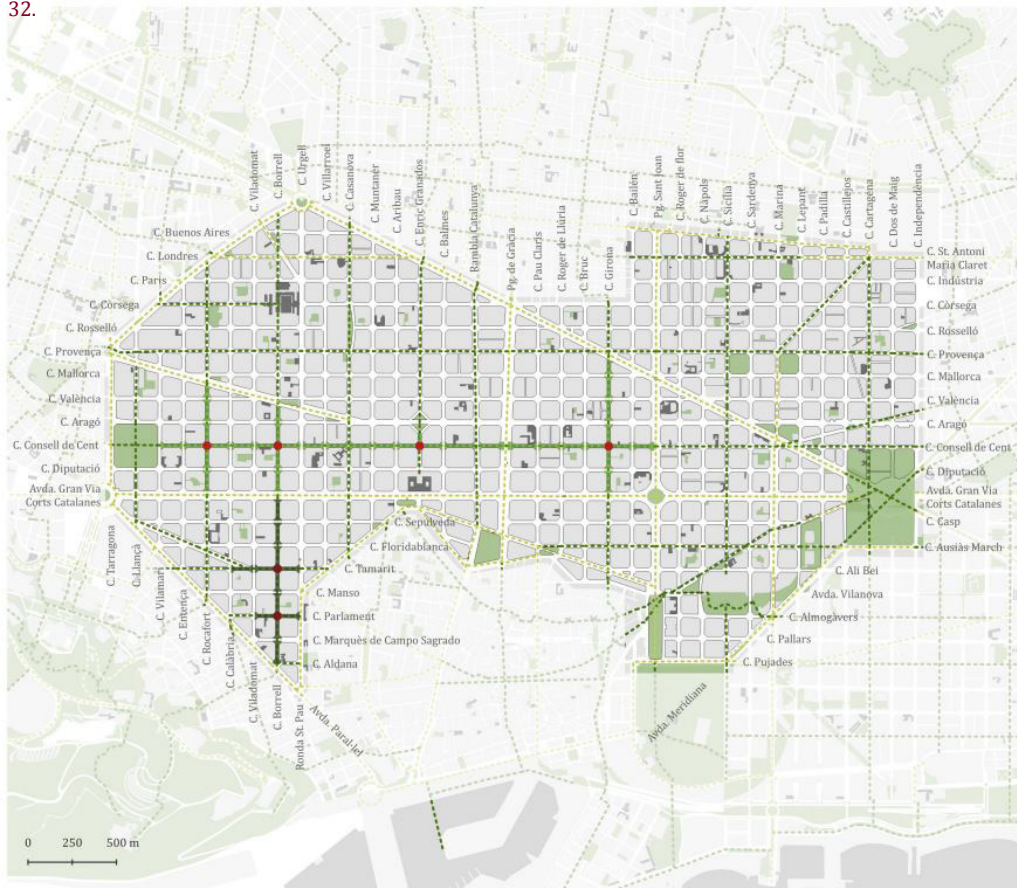 32.
C. Viladomat
C. Borrell
C. Urgell
C. Villarroel
C. Casanova
C. Muntaner
C. Aribau
C. Enric Granados
C. Balmes
Rambla Catalunya
Pg. de Gràcia
C. Pau Claris
C. Roger de Llúria
C. Bruc
C. Girona
C. Bailén
Pg. Sant Joan
C. Roger de flor
C. Nàpols
C. Sicília
C. Sardenya
C. Marina
C. Lepant
C. Padilla
C. Castillejos
C. Cartagena
C. Dos de Maig
C. Independència
C. Buenos Aires
C. Londres
C. Paris
C. Còrsega
C. Rosselló
C. Provença
C. Mallorca
C. València
C. Aragó
C. Consell de Cent
C. Diputació
Avda. Gran Via
Corts Catalanes
C. St. Antoni
Maria Claret
C. Indústria
C. Còrsega
C. Rosselló
C. Provença
C. Mallorca
C. València
C. Aragó
C. Consell de Cent
C. Diputació
Avda. Gran Via
Corts Catalanes
C. Casp
C. Ausiàs March
C. Ali Bei
Avda. Vilanova
C. Almogàvers
C. Pallars
C. Pujades
Avda. Meridiana
C. Sepulveda
C. Floridablanca
C. Tamarit
C. Manso
C. Parlament
C. Marquès de Campo Sagrado
C. Aldana
C. Tarragona
C. Llançà
C. Vilamarí
C. Entença
C. Rocafort
C. Calàbria
C. Viladomat
C. Borrell
Ronda St. Pau
Avda. Paral·lel
0 250 500 m